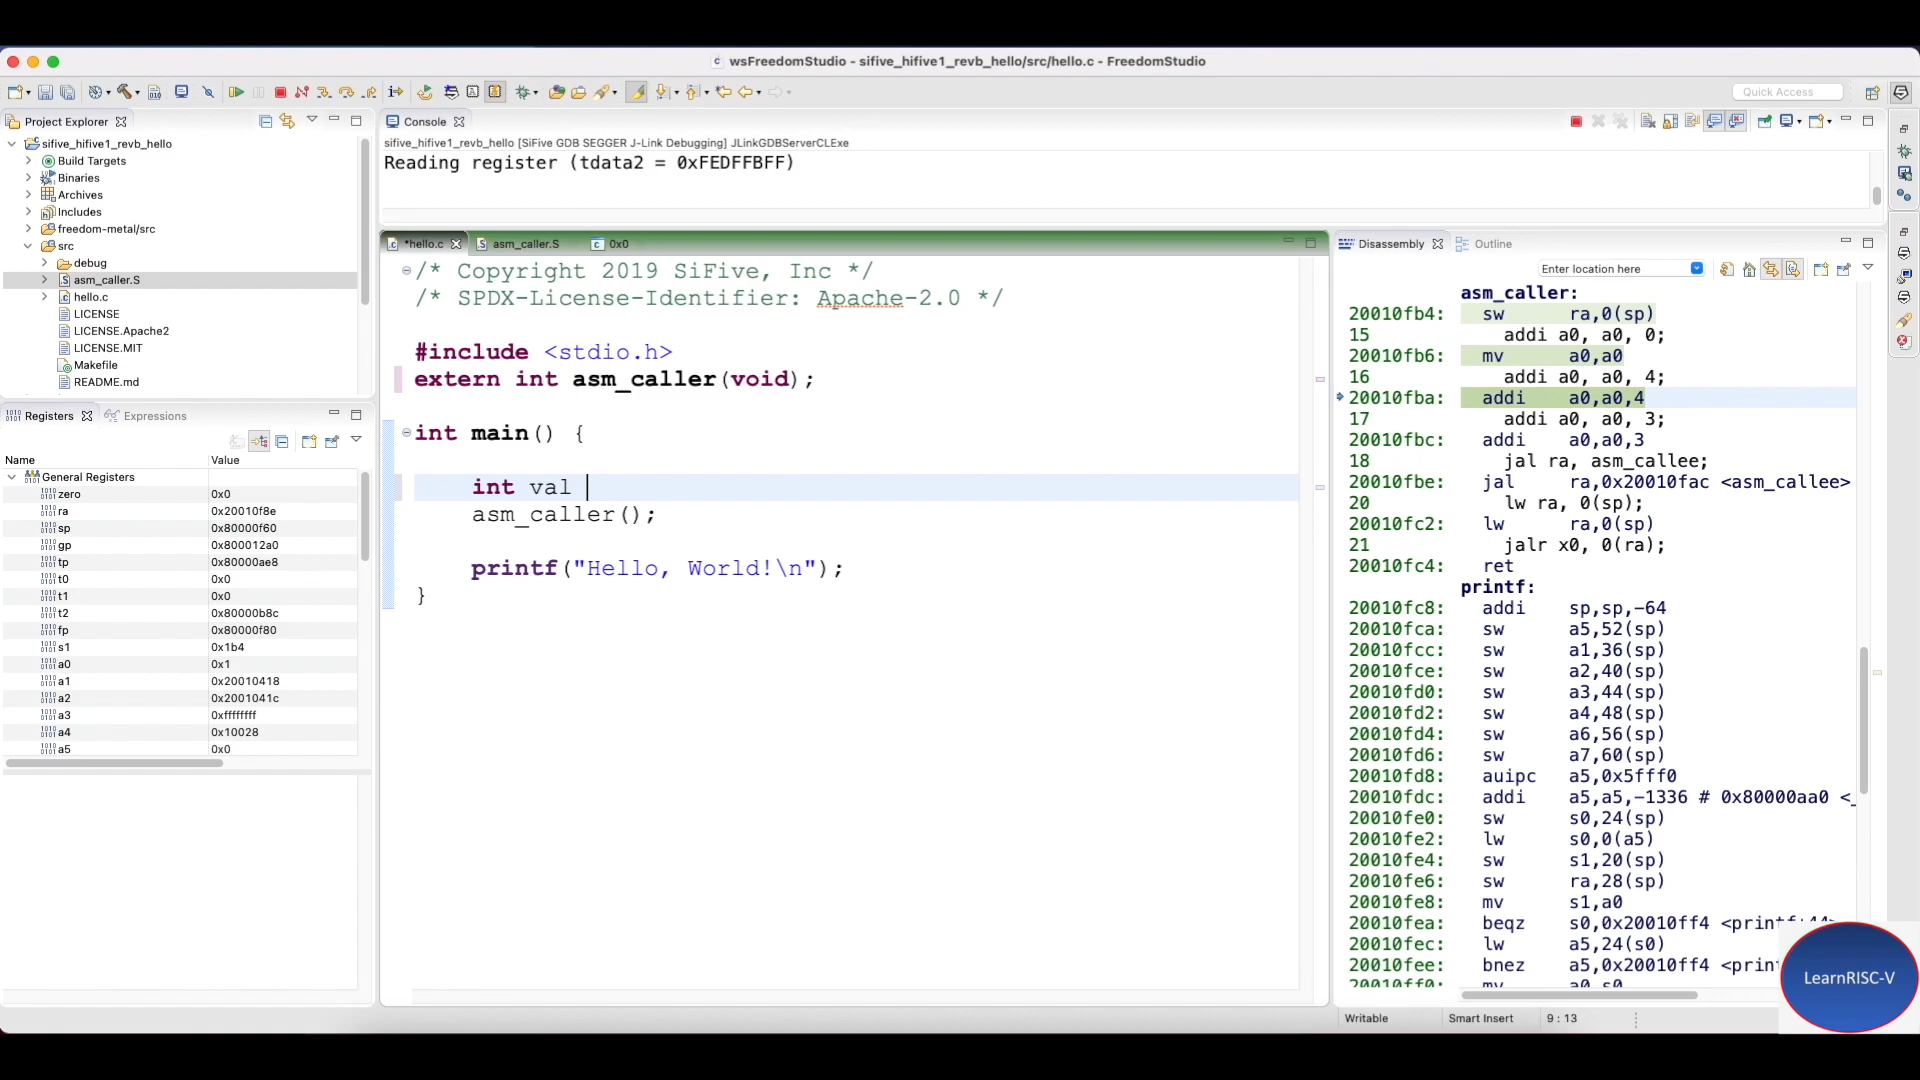 wsFreedomStudio - sifive_hifive1_revb_hello/src/hello.c - FreedomStudio
Quick Access
Project Explorer
sifive_hifive1_revb_hello
Build Targets
Binaries
Archives
Includes
freedom-metal/src
src
debug
asm_caller.S
hello.c
LICENSE
LICENSE.Apache2
LICENSE.MIT
Makefile
README.md
Registers
Expressions
Name Value
General Registers
zero 0x0
ra 0x20010f8e
sp 0x80000f60
gp 0x800012a0
tp 0x80000ae8
t0 0x0
t1 0x0
t2 0x80000b8c
fp 0x80000f80
s1 0x1b4
a0 0x1
a1 0x20010418
a2 0x2001041c
a3 0xffffffff
a4 0x10028
a5 0x0
Console
sifive_hifive1_revb_hello [SiFive GDB SEGGER J-Link Debugging] JLinkGDBServerCLExe
Reading register (tdata2 = 0xFEDFFBFF)
*hello.c asm_caller.S 0x0
/* Copyright 2019 SiFive, Inc */
/* SPDX-License-Identifier: Apache-2.0 */
#include <stdio.h>
extern int asm_caller(void);
int main() {
int val
asm_caller();
printf("Hello, World!\n");
}
Disassembly Outline
Enter location here
asm_caller:
20010fb4: sw ra,0(sp)
15 addi a0, a0, 0;
20010fb6: mv a0,a0
16 addi a0, a0, 4;
20010fba: addi a0,a0,4
17 addi a0, a0, 3;
20010fbc: addi a0,a0,3
18 jal ra, asm_callee;
20010fbe: jal ra,0x20010fac <asm_callee>
20 lw ra, 0(sp);
20010fc2: lw ra,0(sp)
21 jalr x0, 0(ra);
20010fc4: ret
printf:
20010fc8: addi sp,sp,-64
20010fca: sw a5,52(sp)
20010fcc: sw a1,36(sp)
20010fce: sw a2,40(sp)
20010fd0: sw a3,44(sp)
20010fd2: sw a4,48(sp)
20010fd4: sw a6,56(sp)
20010fd6: sw a7,60(sp)
20010fd8: auipc a5,0x5fff0
20010fdc: addi a5,a5,-1336 # 0x80000aa0 <_
20010fe0: sw s0,24(sp)
20010fe2: lw s0,0(a5)
20010fe4: sw s1,20(sp)
20010fe6: sw ra,28(sp)
20010fe8: mv s1,a0
20010fea: beqz s0,0x20010ff4 <printf+44>
20010fec: lw a5,24(s0)
20010fee: bnez a5,0x20010ff4 <print
20010ff0: mv a0,s0
LearnRISC-V
Writable Smart Insert 9 : 13